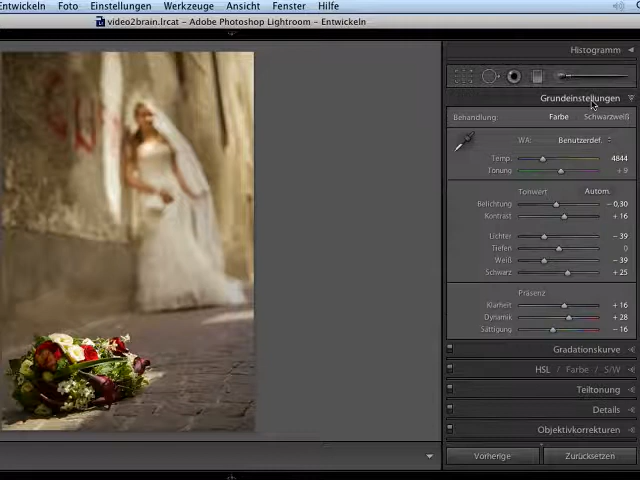 Entwickeln Foto Einstellungen Werkzeuge Ansicht Fenster Hilfe
video2brain.lrcat – Adobe Photoshop Lightroom – Entwickeln
Histogramm
Grundeinstellungen
Behandlung: Farbe Schwarzweiß
WA: Benutzerdef.
Temp. 4844
Tonung + 9
Tonwert Autom.
Belichtung – 0,30
Kontrast + 16
Lichter – 39
Tiefen 0
Weiß – 39
Schwarz + 25
Präsenz
Klarheit + 16
Dynamik + 28
Sättigung – 16
Gradationskurve
HSL / Farbe / S/W
Teiltonung
Details
Objektivkorrekturen
Vorherige Zurücksetzen